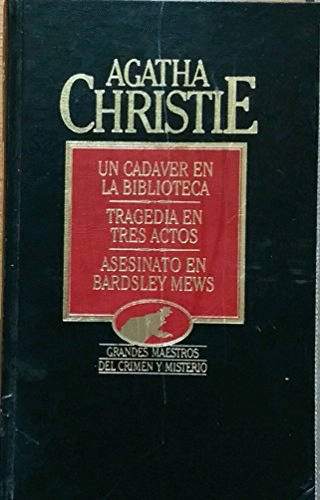 AGATHA
CHRISTIE
UN CADAVER EN
LA BIBLIOTECA
TRAGEDIA EN
TRES ACTOS
ASESINATO EN
BARDSLEY MEWS
GRANDES MAESTROS
DEL CRIMEN Y MISTERIO